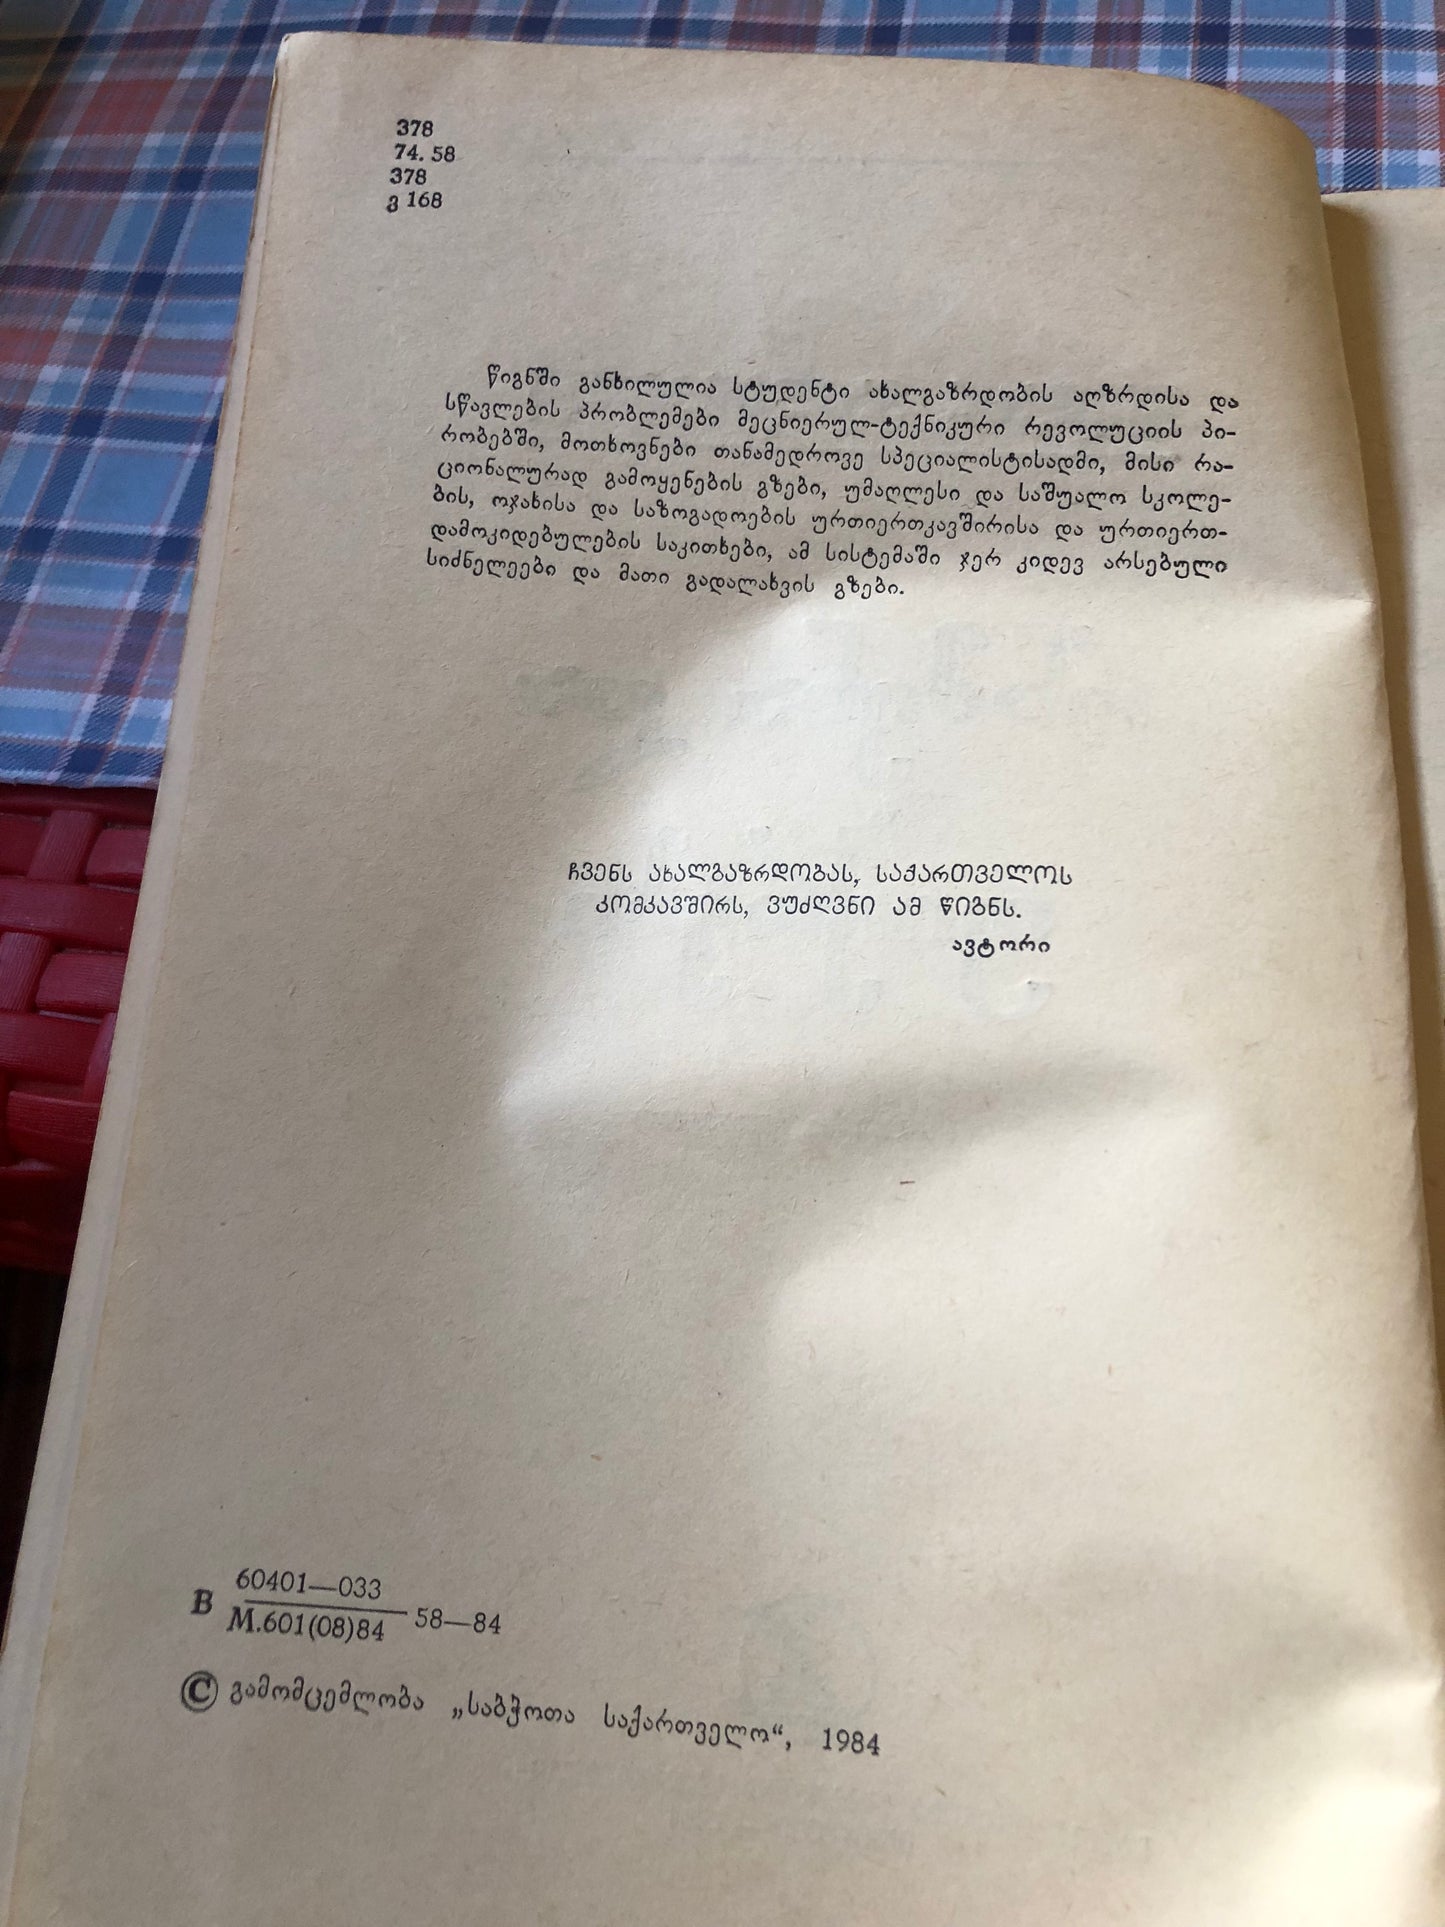 378
74. 58
378
ვ 168
წიგნში განხილულია სტუდენტი ახალგაზრდობის აღზრდისა და
სწავლების პრობლემები მეცნიერულ-ტექნიკური რევოლუციის პი-
რობებში, მოთხოვნები თანამედროვე სპეციალისტისადმი, მისი რა-
ციონალურად გამოყენების გზები, უმაღლესი და საშუალო სკოლე-
ბის, ოჯახისა და საზოგადოების ურთიერთკავშირისა და ურთიერთ-
დამოკიდებულების საკითხები, ამ სისტემაში ჯერ კიდევ არსებული
სიძნელეები და მათი გადალახვის გზები.
ჩვენს ახალგაზრდობას, საქართველოს
კომკავშირს, ვუძღვნი ამ წიგნს.
ავტორი
60401—033
В М.601(08)84 58—84
© გამომცემლობა „საბჭოთა საქართველო“, 1984